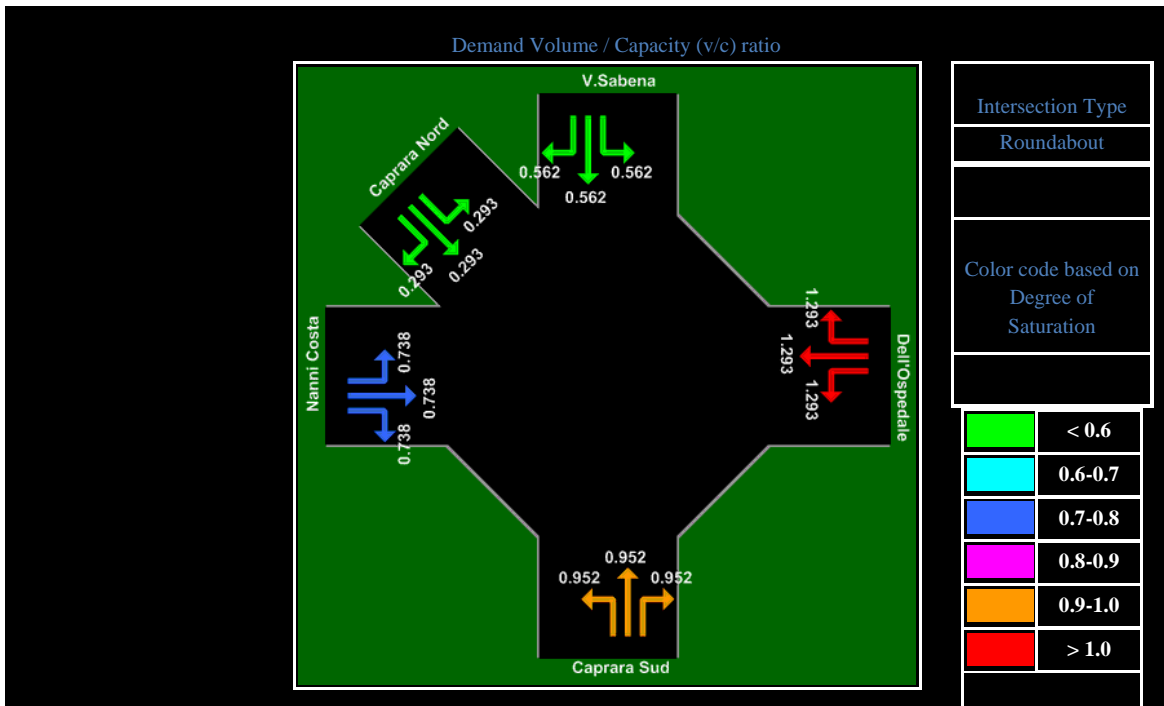 Demand Volume / Capacity (v/c) ratio
V.Sabena
0.562
0.562
0.562
Caprara Nord
0.293
0.293
0.293
Nanni Costa
0.738
0.738
0.738
1.293
1.293
1.293
Dell'Ospedale
0.952
0.952
0.952
Caprara Sud
Intersection Type
Roundabout
Color code based on
Degree of
Saturation
< 0.6
0.6-0.7
0.7-0.8
0.8-0.9
0.9-1.0
> 1.0